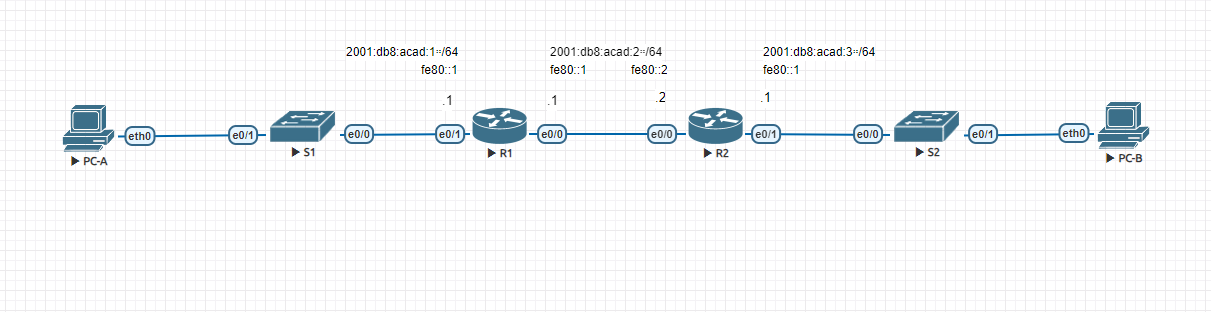 2001:db8:acad:1::/64
2001:db8:acad:2::/64
2001:db8:acad:3::/64
fe80::1
fe80::1
fe80::2
fe80::1
.1
.1
.2
.1
eth0
e0/1
e0/0
e0/1
e0/0
e0/0
e0/1
e0/0
e0/1
eth0
PC-A
S1
R1
R2
S2
PC-B